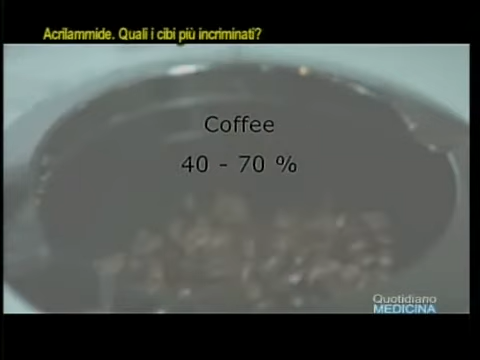 Acrilammide. Quali i cibi più incriminati?
Coffee
40 - 70 %
Quotidiano
MEDICINA